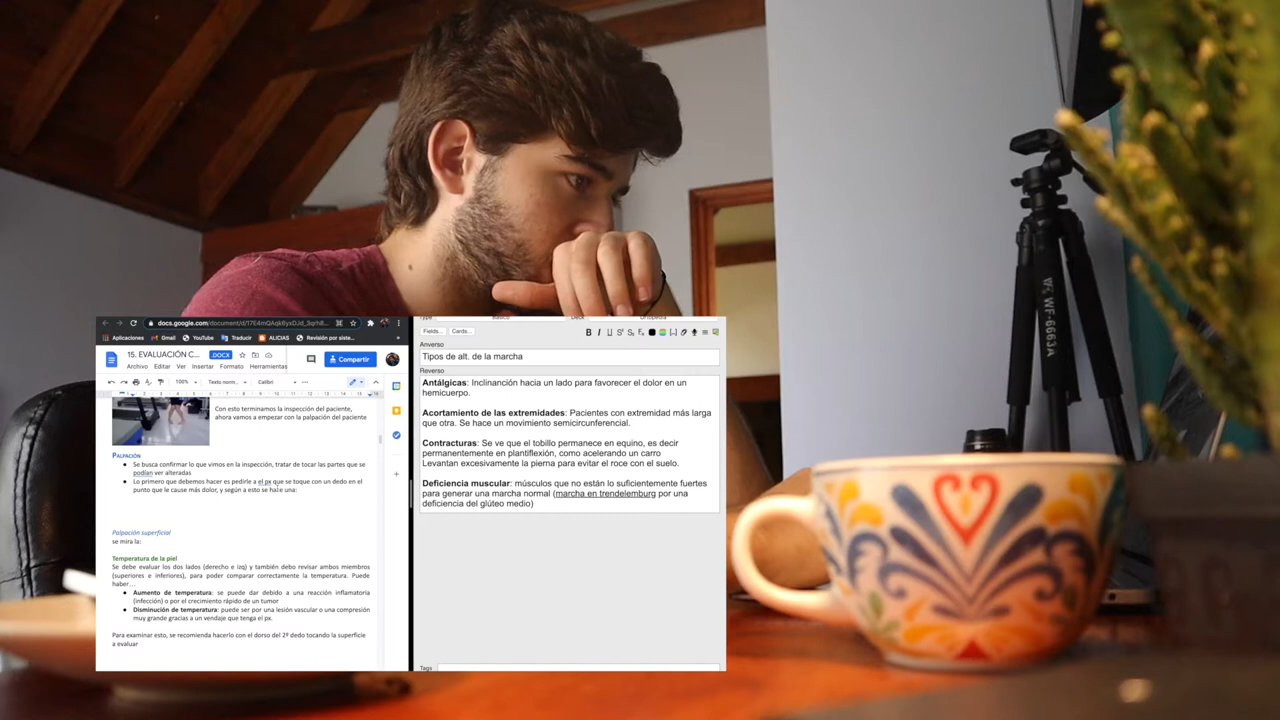 docs.google.com/document/d/
Aplicaciones
Gmail
YouTube
Traducir
ALICIAS
Revisión por siste...
»
15. EVALUACIÓN C...
.DOCX
Compartir
Archivo Editar Ver Insertar Formato Herramientas
100% Texto norm... Calibri
Con esto terminamos la inspección del paciente,
ahora vamos a empezar con la palpación del paciente
PALPACIÓN
● Se busca confirmar lo que vimos en la inspección, tratar de tocar las partes que se
podían ver alteradas
● Lo primero que debemos hacer es pedirle a el px que se toque con un dedo en el
punto que le cause más dolor, y según a esto se hace una:
Palpación superficial
se mira la:
Temperatura de la piel
Se debe evaluar los dos lados (derecho e izq) y también debo revisar ambos miembros
(superiores e inferiores), para poder comparar correctamente la temperatura. Puede
haber...
● Aumento de temperatura: se puede dar debido a una reacción inflamatoria
(infección) o por el crecimiento rápido de un tumor
● Disminución de temperatura: puede ser por una lesión vascular o una compresión
muy grande gracias a un vendaje que tenga el px.
Para examinar esto, se recomienda hacerlo con el dorso del 2º dedo tocando la superficie
a evaluar
Type Básico Deck Ortopedia
Fields... Cards...
Anverso
Tipos de alt. de la marcha
Reverso
Antálgicas: Inclinanción hacia un lado para favorecer el dolor en un
hemicuerpo.
Acortamiento de las extremidades: Pacientes con extremidad más larga
que otra. Se hace un movimiento semicircunferencial.
Contracturas: Se ve que el tobillo permanece en equino, es decir
permanentemente en plantiflexión, como acelerando un carro
Levantan excesivamente la pierna para evitar el roce con el suelo.
Deficiencia muscular: músculos que no están lo suficientemente fuertes
para generar una marcha normal (marcha en trendelemburg por una
deficiencia del glúteo medio)
Tags
WF-6663A